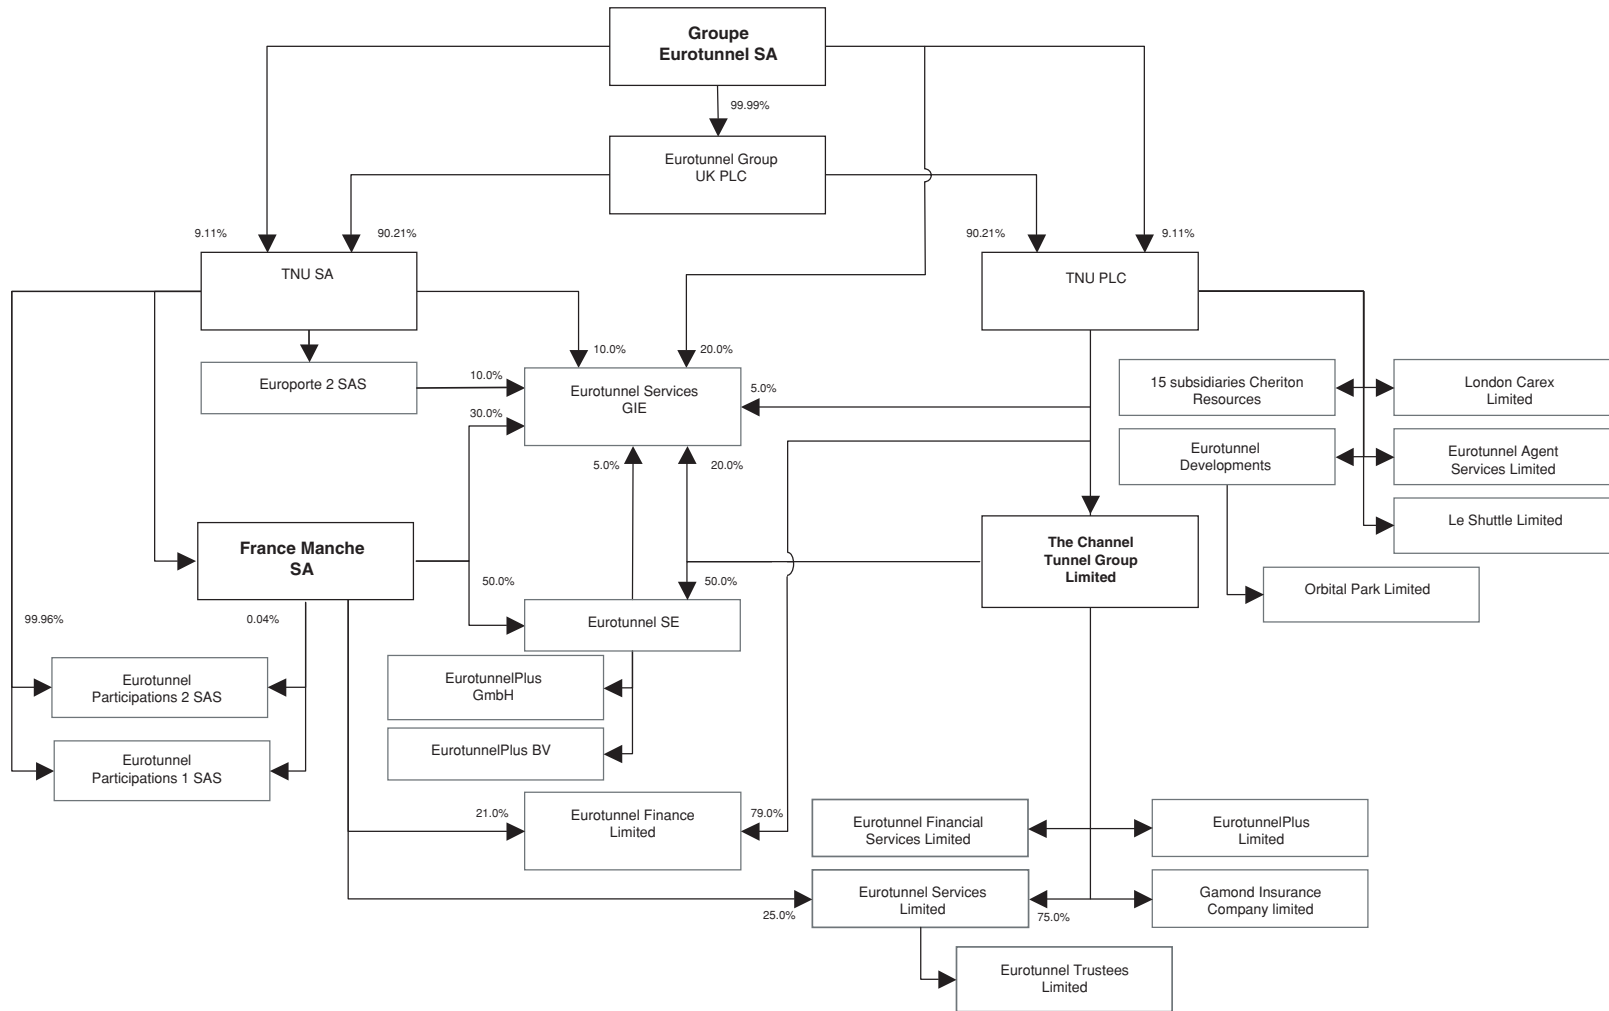 Groupe
Eurotunnel SA
99.99%
Eurotunnel Group
UK PLC
9.11%
90.21%
90.21%
9.11%
TNU SA
TNU PLC
10.0%
20.0%
Europorte 2 SAS
10.0%
Eurotunnel Services
GIE
5.0%
15 subsidiaries Cheriton
Resources
London Carex
Limited
30.0%
5.0%
20.0%
Eurotunnel
Developments
Eurotunnel Agent
Services Limited
Le Shuttle Limited
France Manche
SA
The Channel
Tunnel Group
Limited
50.0%
50.0%
Orbital Park Limited
99.96%
0.04%
Eurotunnel SE
Eurotunnel
Participations 2 SAS
EurotunnelPlus
GmbH
Eurotunnel
Participations 1 SAS
EurotunnelPlus BV
21.0%
Eurotunnel Finance
Limited
79.0%
Eurotunnel Financial
Services Limited
EurotunnelPlus
Limited
25.0%
Eurotunnel Services
Limited
75.0%
Gamond Insurance
Company limited
Eurotunnel Trustees
Limited